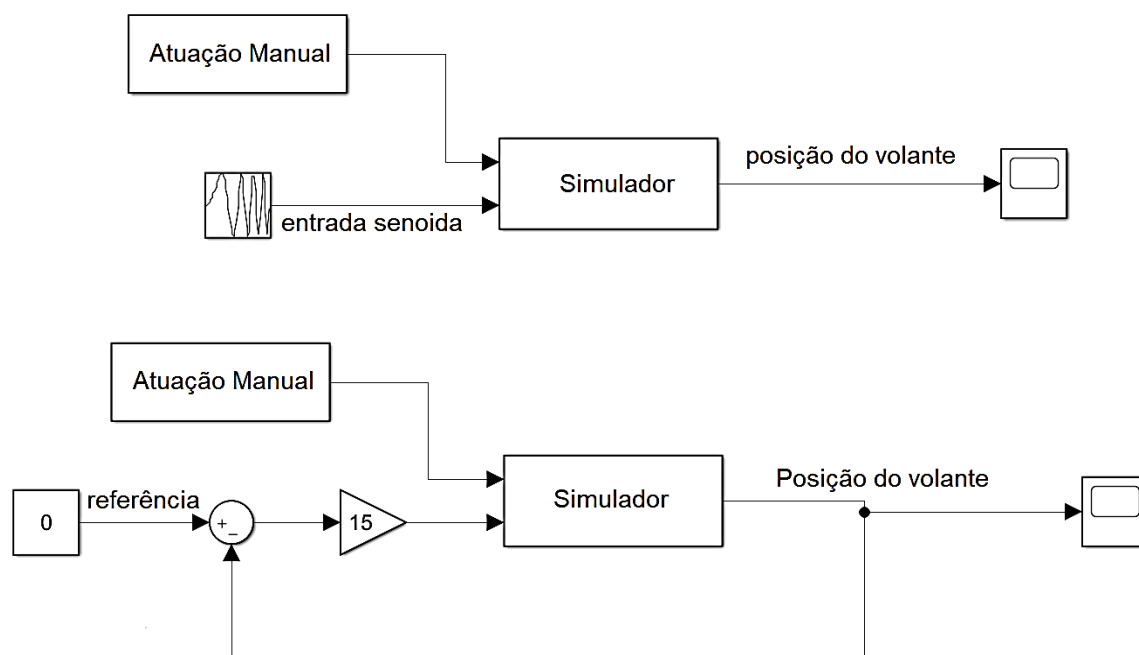 Atuação Manual
Simulador
posição do volante
entrada senoida
Atuação Manual
Simulador
Posição do volante
referência
0
+
−
15